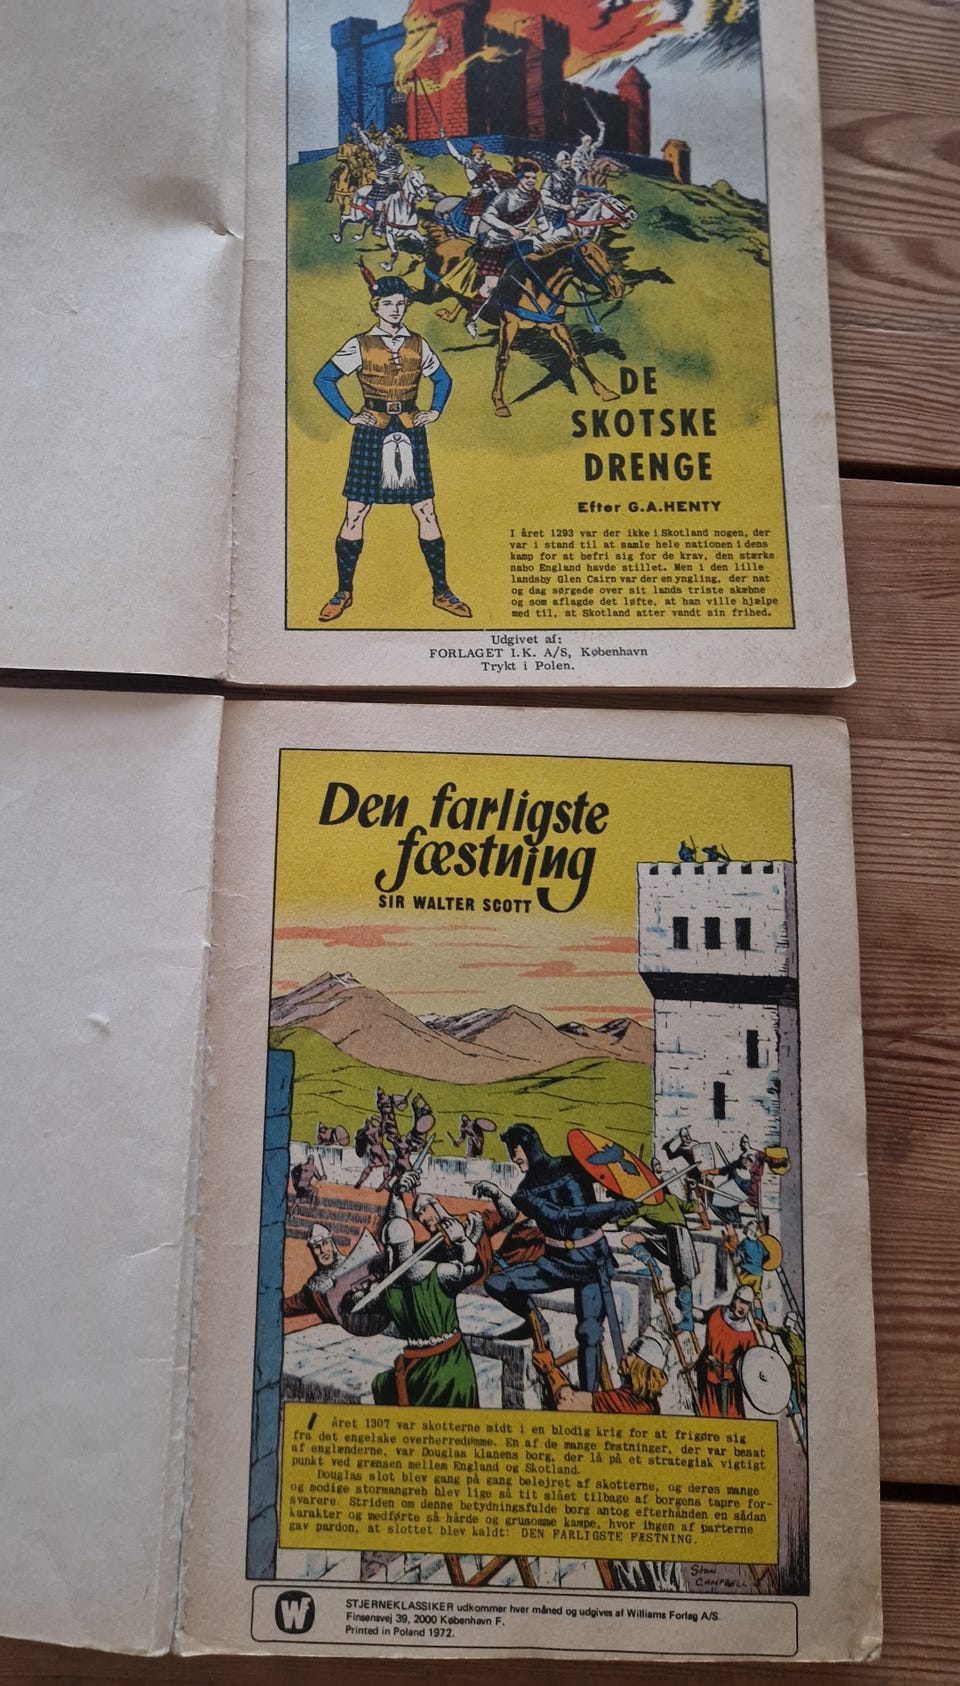 DE
SKOTSKE
DRENGE
Efter G.A.HENTY
I året 1293 var der ikke i Skotland nogen, der
var i stand til at samle hele nationen i dens
kamp for at befri sig for de krav, den stærke
nabo England havde stillet. Men i den lille
landsby Glen Cairn var der en yngling, der nat
og dag sørgede over sit lands triste skæbne
og som aflagde det løfte, at han ville hjælpe
med til, at Skotland atter vandt sin frihed.
Udgivet af:
FORLAGET I.K. A/S, København
Trykt i Polen.
Den farligste
fæstning
SIR WALTER SCOTT
I året 1307 var skotterne midt i en blodig krig for at frigøre sig
fra det engelske overherredømme. En af de mange fæstninger, der var besat
af englænderne, var Douglas klanens borg, der lå på et strategisk vigtigt
punkt ved grænsen mellem England og Skotland.
Douglas slot blev gang på gang belejret af skotterne, og deres mange
og modige stormangreb blev lige så tit slået tilbage af borgens tapre for-
svarere. Striden om denne betydningsfulde borg antog efterhånden en sådan
karakter og medførte så hårde og grusomme kampe, hvor ingen af parterne
gav pardon, at slottet blev kaldt: DEN FARLIGSTE FÆSTNING.
Stan
CAMPBELL
W
STJERNEKLASSIKER udkommer hver måned og udgives af Williams Forlag A/S.
Finsensvej 39, 2000 København F.
Printed in Poland 1972.